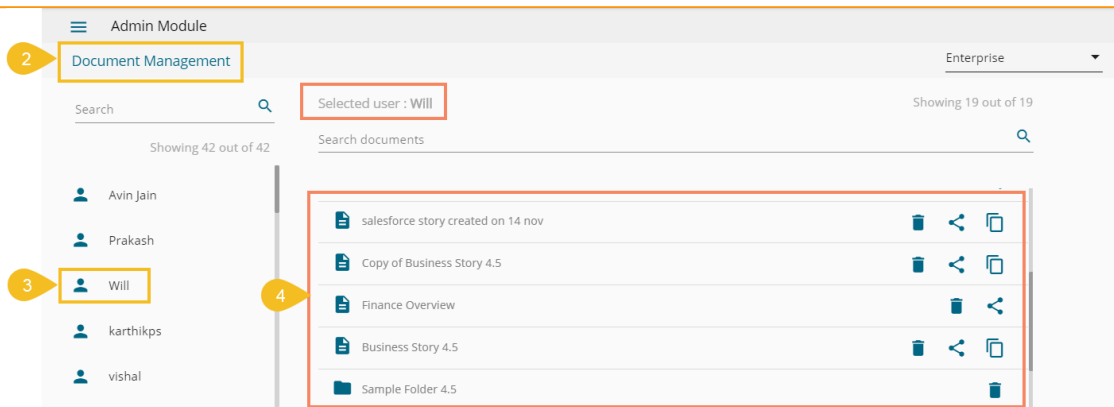 Admin Module
2
Document Management
Enterprise
Search
Selected user : Will
Showing 19 out of 19
Showing 42 out of 42
Search documents
Avin Jain
Prakash
3
Will
karthikps
vishal
4
salesforce story created on 14 nov
Copy of Business Story 4.5
Finance Overview
Business Story 4.5
Sample Folder 4.5